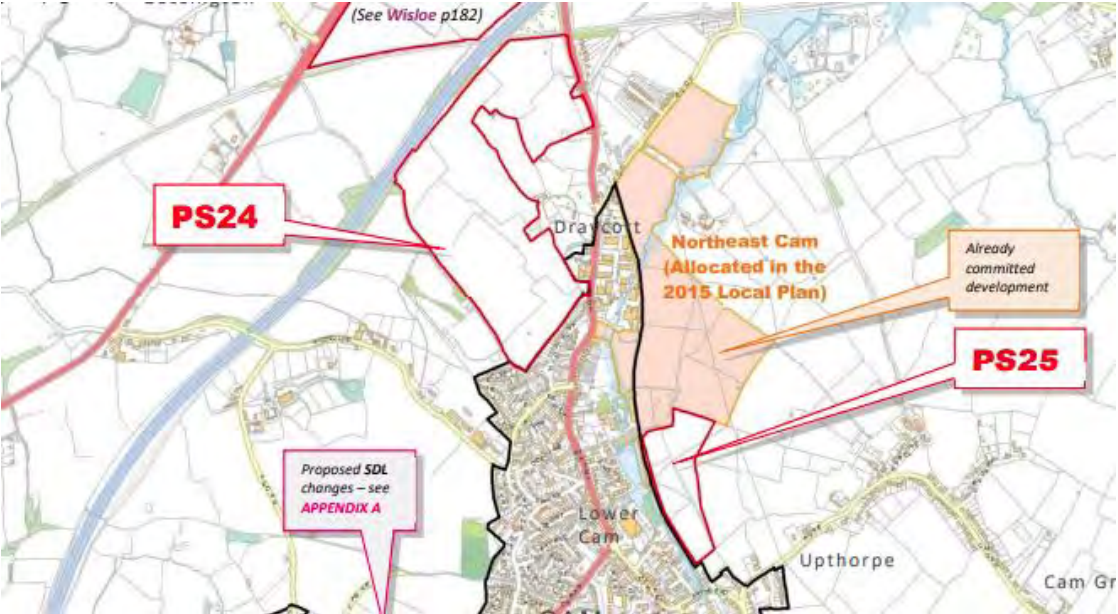 (See Wisloe p182)
PS24
Draycott
Northeast Cam
(Allocated in the
2015 Local Plan)
Already
committed
development
PS25
Proposed SDL
changes – see
APPENDIX A
Lower
Cam
Upthorpe
Cam Gr